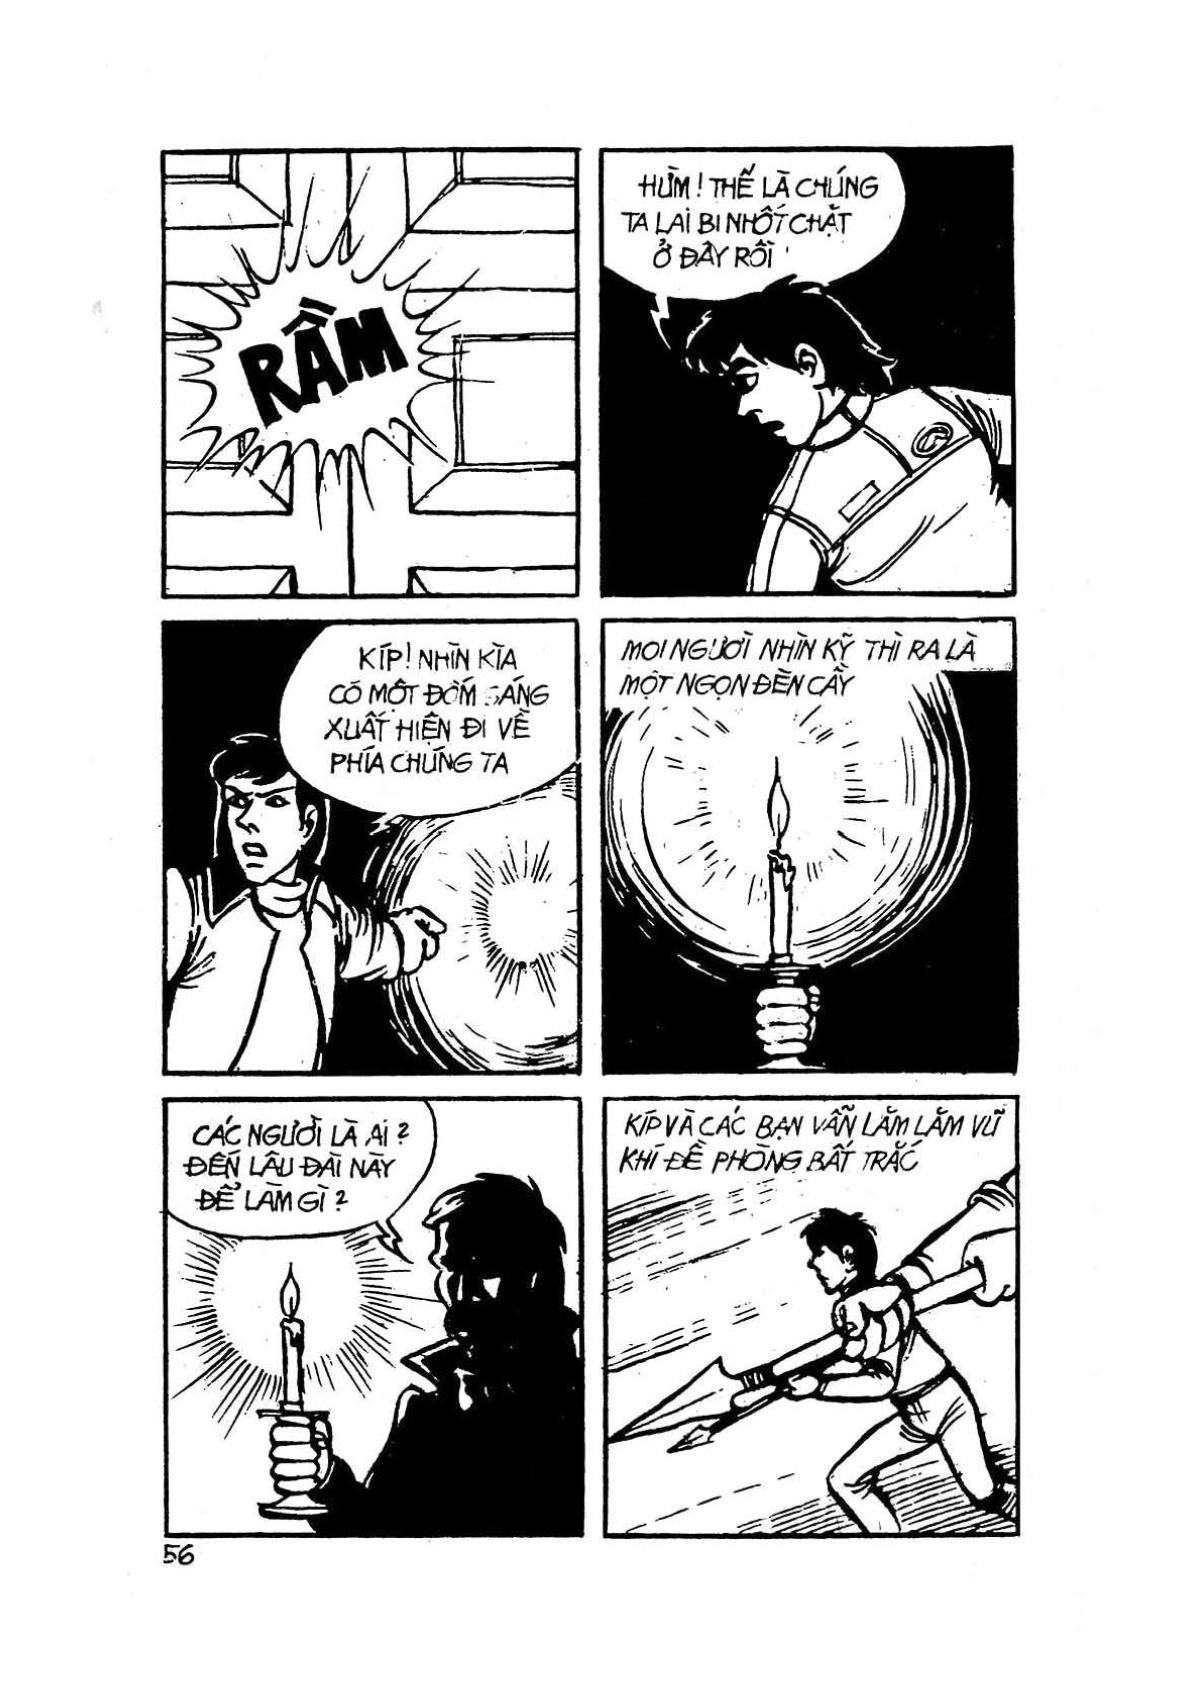 RẦM
HỪM! THẾ LÀ CHÚNG
TA LẠI BỊ NHỐT CHẶT
Ở ĐÂY RỒI
KÍP! NHÌN KÌA
CÓ MỘT ĐỐM SÁNG
XUẤT HIỆN ĐI VỀ
PHÍA CHÚNG TA
MỌI NGƯỜI NHÌN KỸ THÌ RA LÀ
MỘT NGỌN ĐÈN CẦY
CÁC NGƯỜI LÀ AI?
ĐẾN LÂU ĐÀI NÀY
ĐỂ LÀM GÌ?
KÍP VÀ CÁC BẠN VẪN LĂM LĂM VŨ
KHÍ ĐỀ PHÒNG BẤT TRẮC
56